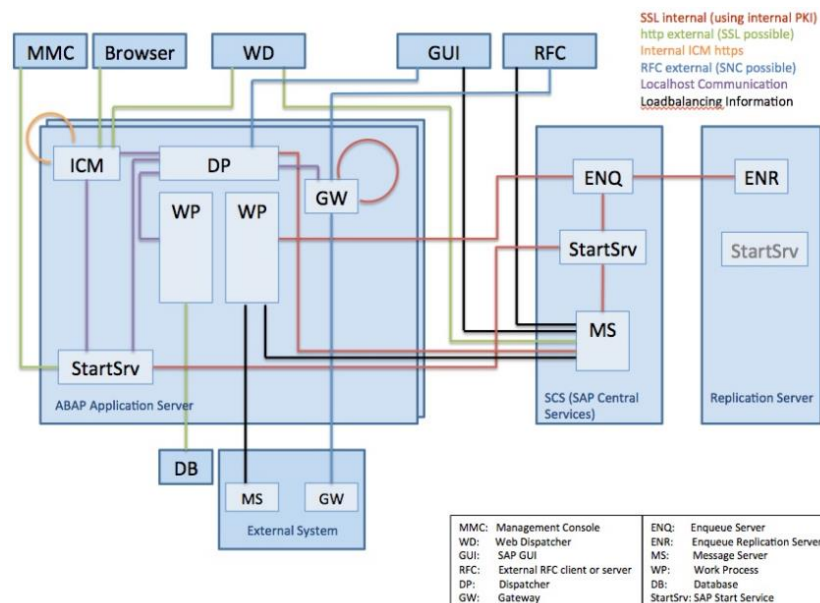 SSL internal (using internal PKI)
http external (SSL possible)
Internal ICM https
RFC external (SNC possible)
Localhost Communication
Loadbalancing Information
MMC
Browser
WD
GUI
RFC
ICM
DP
GW
WP
WP
StartSrv
ABAP Application Server
ENQ
StartSrv
MS
SCS (SAP Central
Services)
ENR
StartSrv
Replication Server
DB
MS
GW
External System
MMC: Management Console
WD: Web Dispatcher
GUI: SAP GUI
RFC: External RFC client or server
DP: Dispatcher
GW: Gateway
ENQ: Enqueue Server
ENR: Enqueue Replication Server
MS: Message Server
WP: Work Process
DB: Database
StartSrv: SAP Start Service